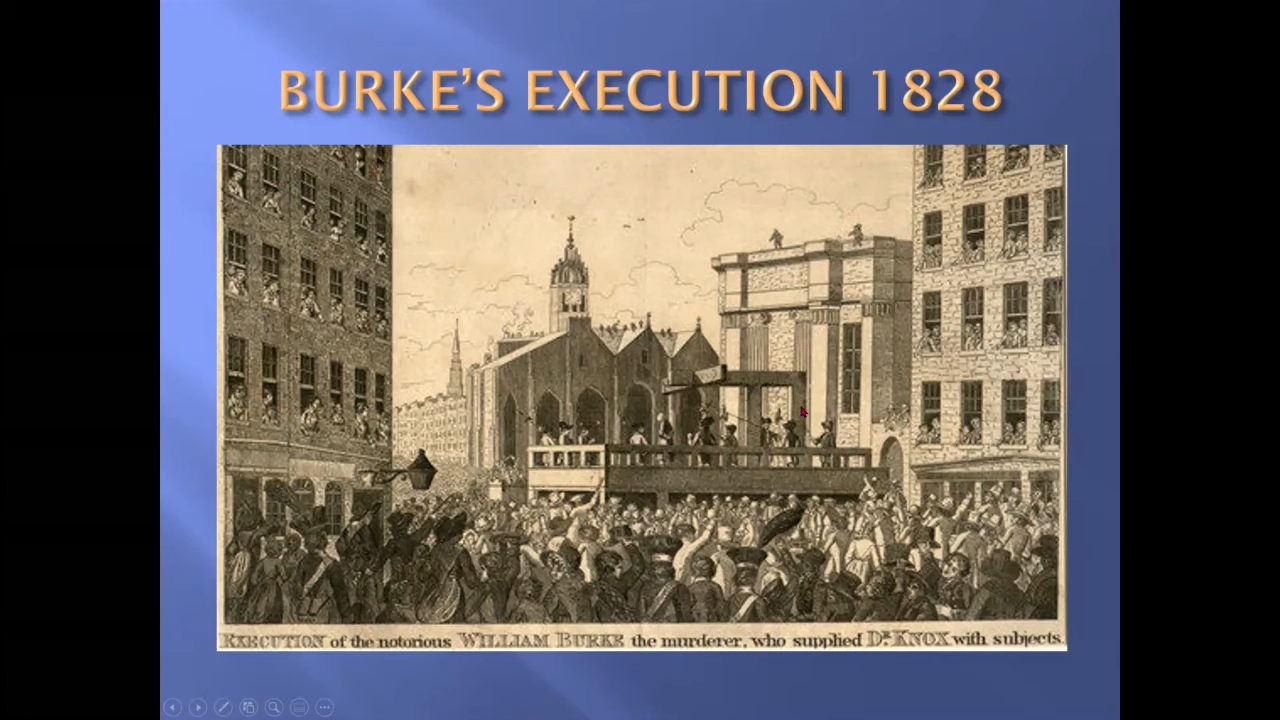 BURKE'S EXECUTION 1828
EXECUTION of the notorious WILLIAM BURKE the murderer, who supplied Dr. KNOX with subjects.